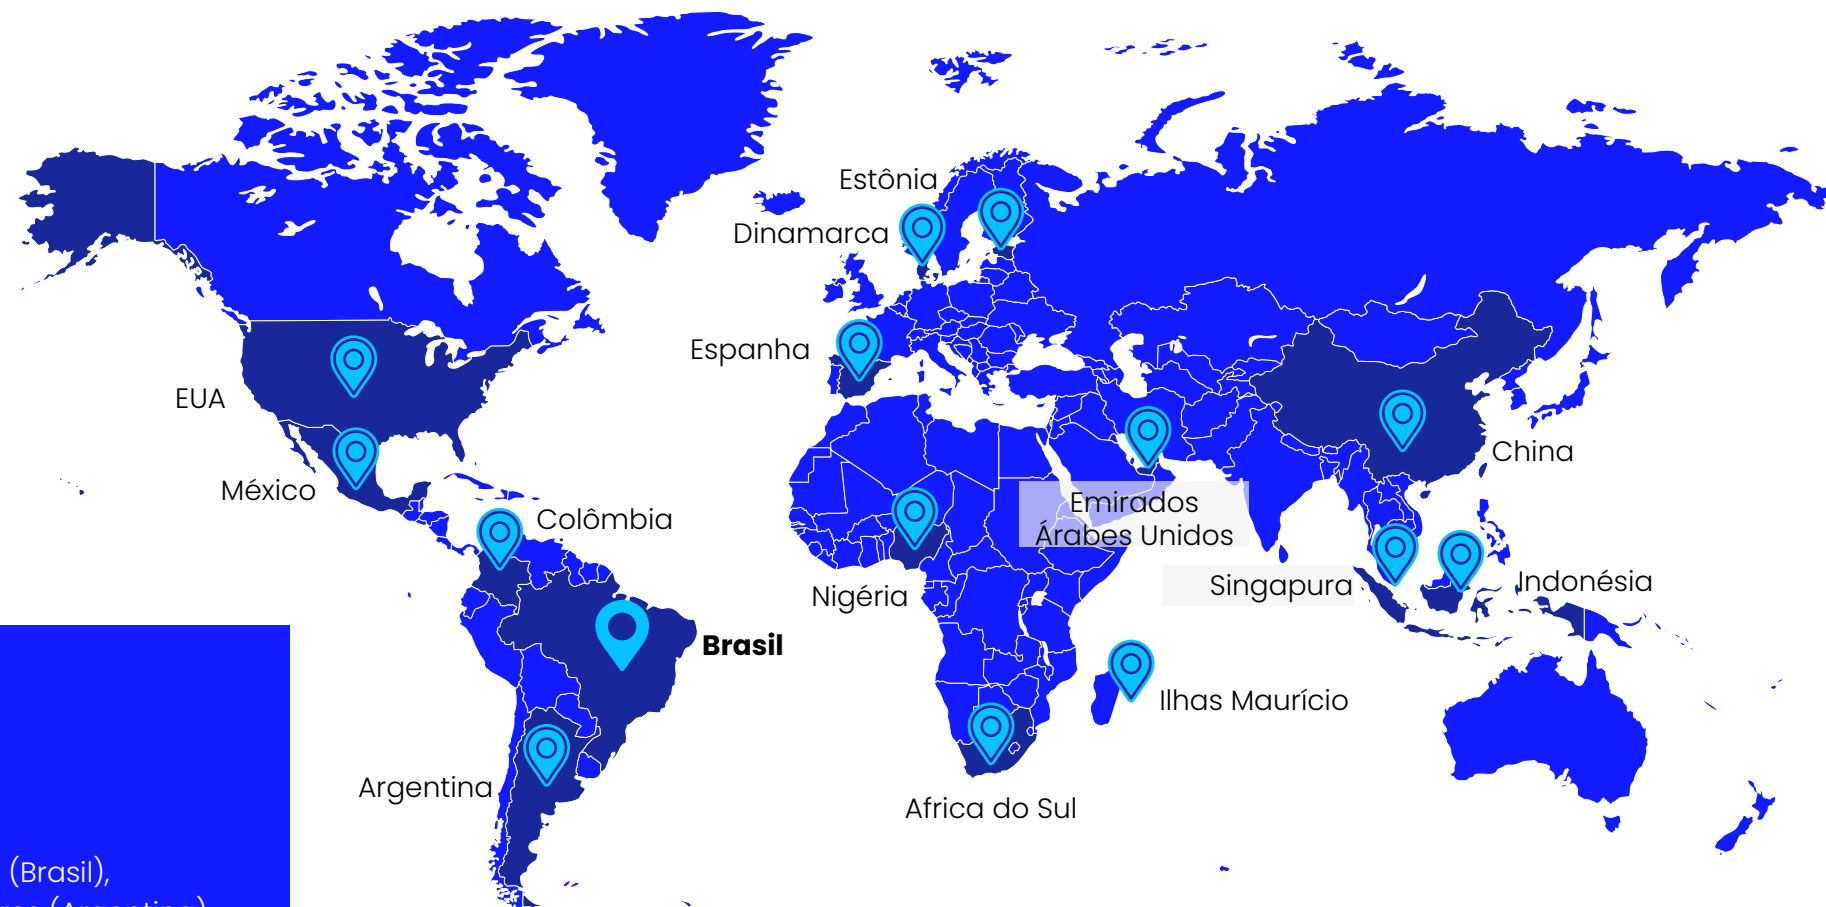 Estônia
Dinamarca
Espanha
EUA
China
México
Emirados
Árabes Unidos
Colômbia
Singapura
Indonésia
Nigéria
Brasil
Ilhas Maurício
Argentina
Africa do Sul
(Brasil),
(Argentina)